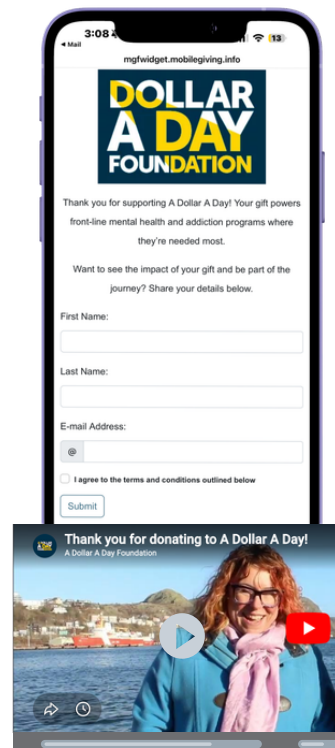 3:08
Mail
13
mgfwidget.mobilegiving.info
DOLLAR
A DAY
FOUNDATION
Thank you for supporting A Dollar A Day! Your gift powers
front-line mental health and addiction programs where
they're needed most.
Want to see the impact of your gift and be part of the
journey? Share your details below.
First Name:
Last Name:
E-mail Address:
@
I agree to the terms and conditions outlined below
Submit
Thank you for donating to A Dollar A Day!
A Dollar A Day Foundation